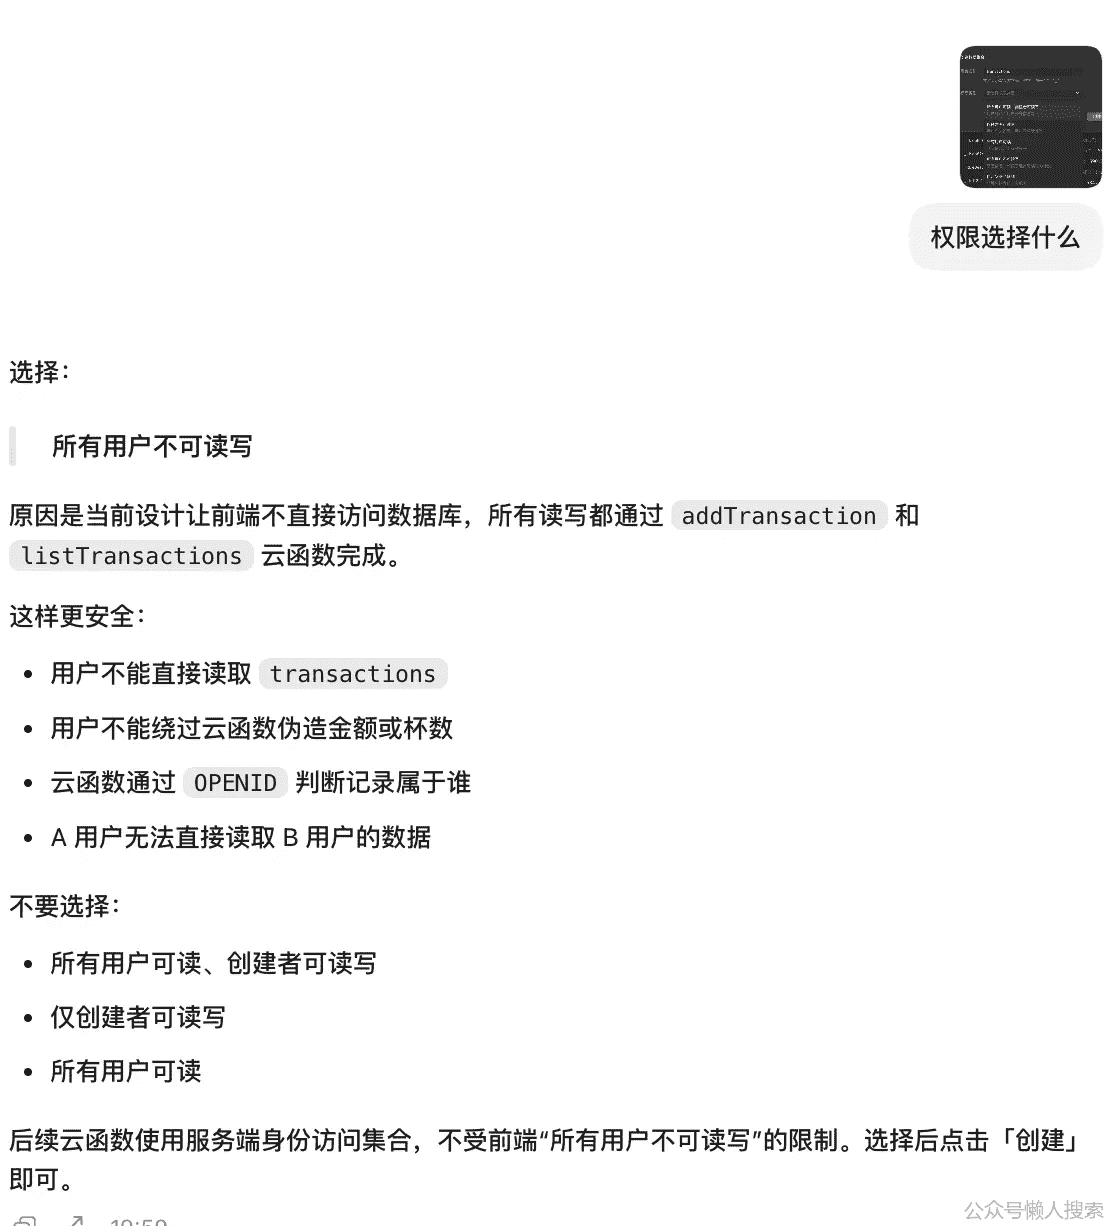 transactions
权限选择什么
选择：
所有用户不可读写
原因是当前设计让前端不直接访问数据库，所有读写都通过 addTransaction 和
listTransactions 云函数完成。
这样更安全：
• 用户不能直接读取 transactions
• 用户不能绕过云函数伪造金额或杯数
• 云函数通过 OPENID 判断记录属于谁
• A 用户无法直接读取 B 用户的数据
不要选择：
• 所有用户可读、创建者可读写
• 仅创建者可读写
• 所有用户可读
后续云函数使用服务端身份访问集合，不受前端“所有用户不可读写”的限制。选择后点击「创建」
即可。
公众号懒人搜索